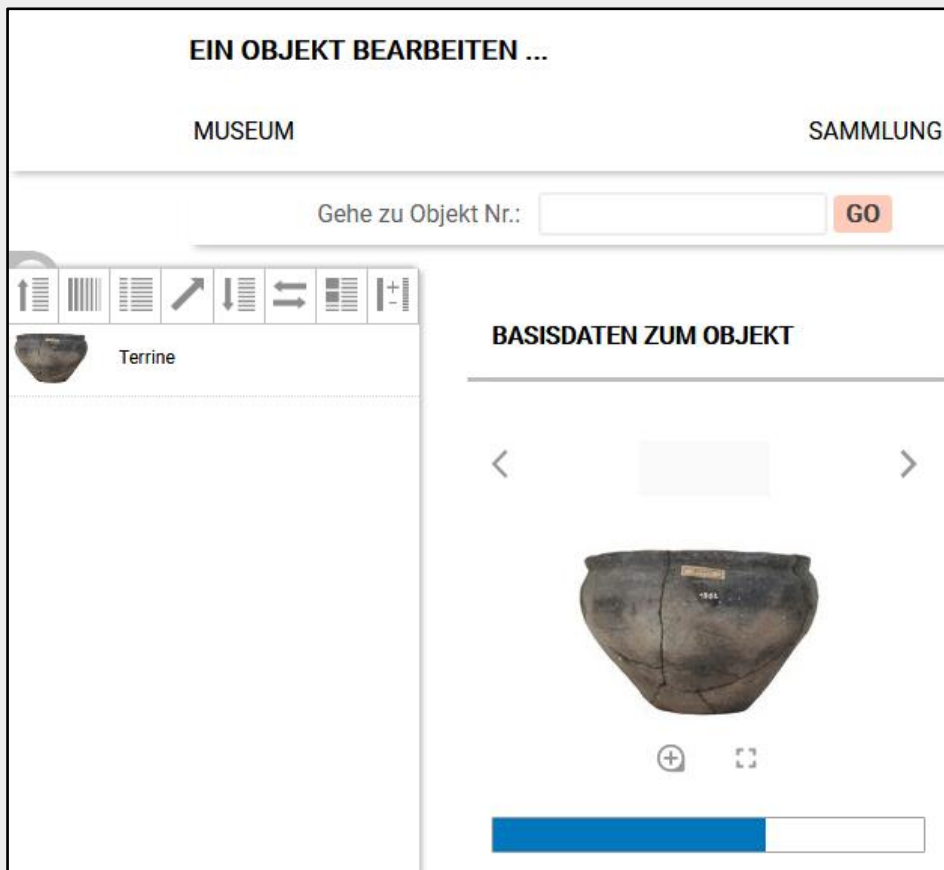 EIN OBJEKT BEARBEITEN ...
MUSEUM SAMMLUNG
Gehe zu Objekt Nr.: GO
Terrine
BASISDATEN ZUM OBJEKT